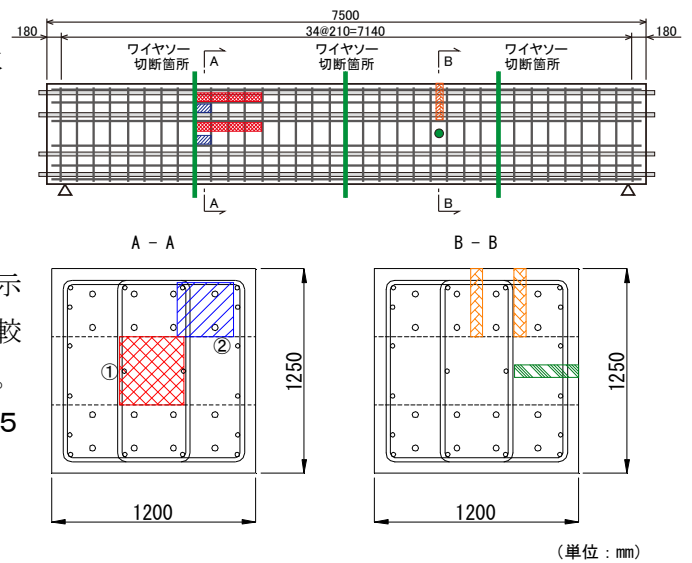 7500
180 34@210=7140 180
ワイヤソー
切断箇所
A
ワイヤソー
切断箇所
B
ワイヤソー
切断箇所
A
B
A - A
B - B
示
較
。
5
①
②
1250
1250
1200
1200
(単位:mm)